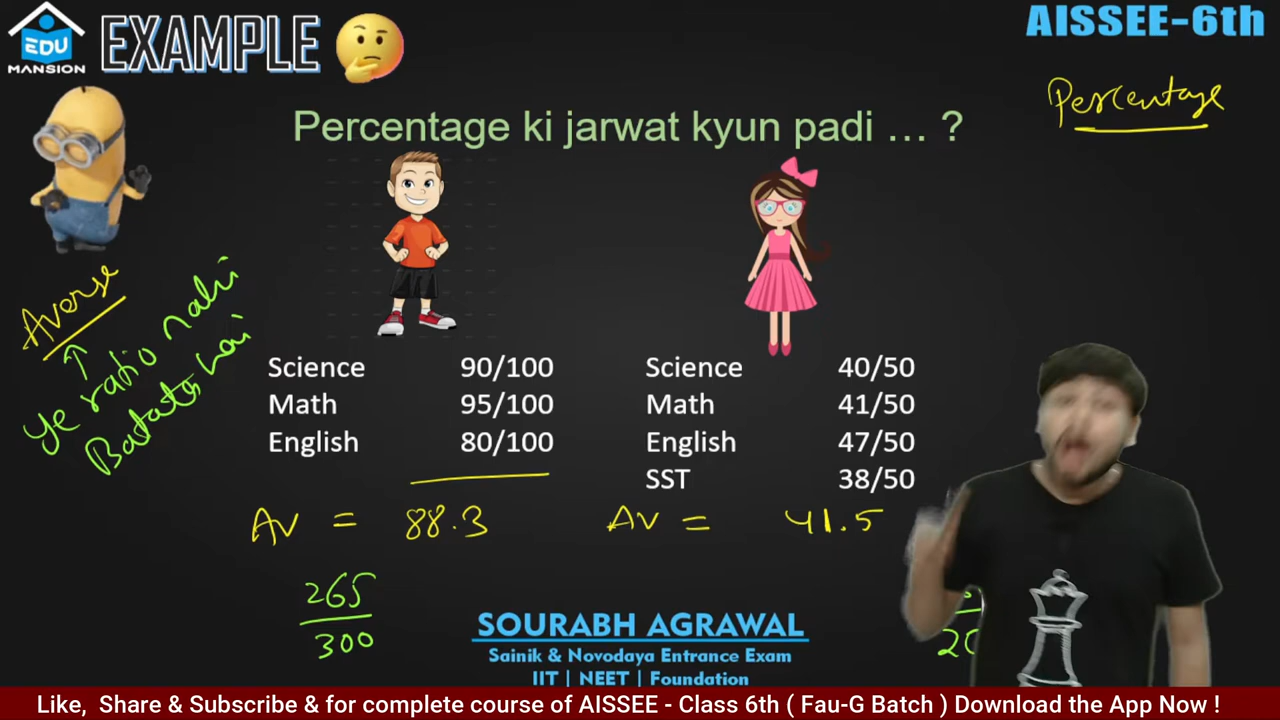 EDU
MANSION
EXAMPLE
AISSEE-6th
Percentage
Percentage ki jarwat kyun padi … ?
Averge
ye ratio nahi
Batata hai
Science 90/100
Math 95/100
English 80/100
Science 40/50
Math 41/50
English 47/50
SST 38/50
Av = 88.3
Av = 41.5
265
300
20
SOURABH AGRAWAL
Sainik & Novodaya Entrance Exam
IIT | NEET | Foundation
Like, Share & Subscribe & for complete course of AISSEE - Class 6th ( Fau-G Batch ) Download the App Now !